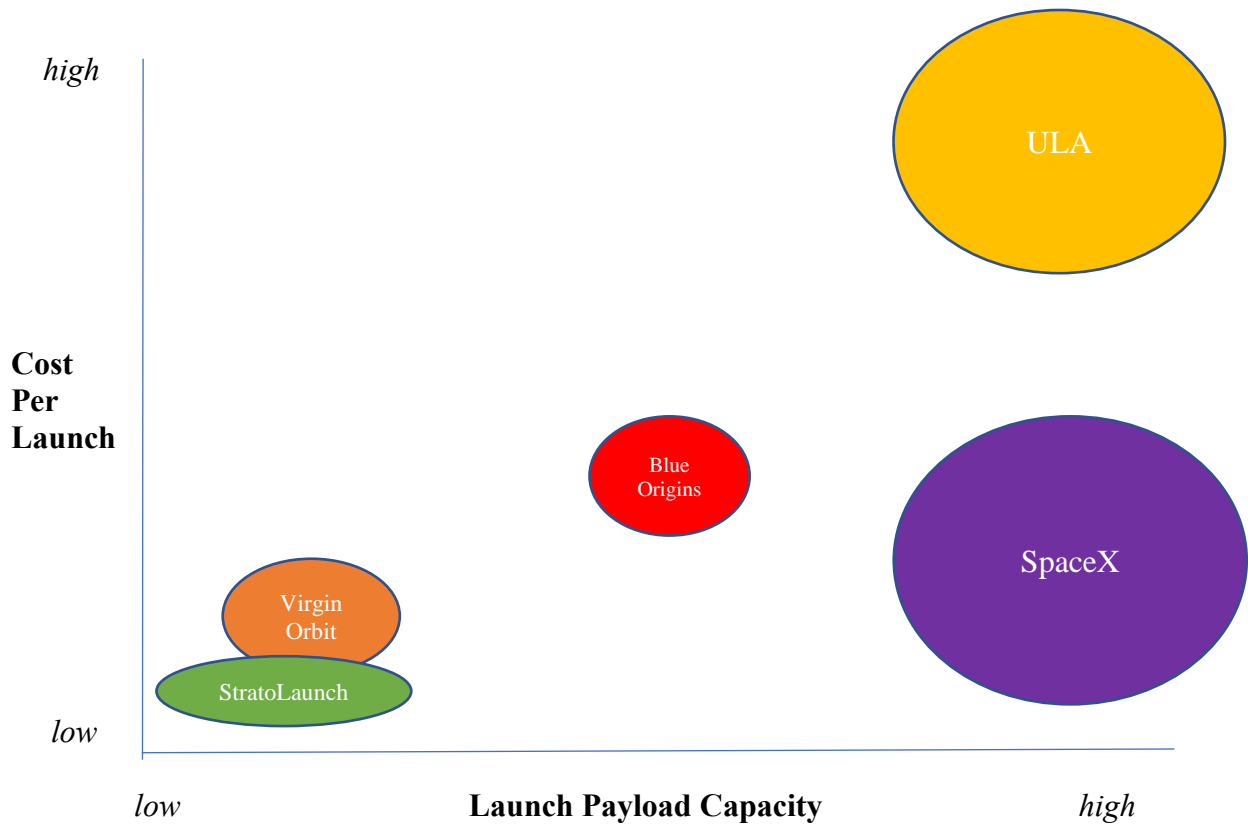 high
ULA
Cost
Per
Launch
Blue
Origins
SpaceX
Virgin
Orbit
StratoLaunch
low
low
Launch Payload Capacity
high